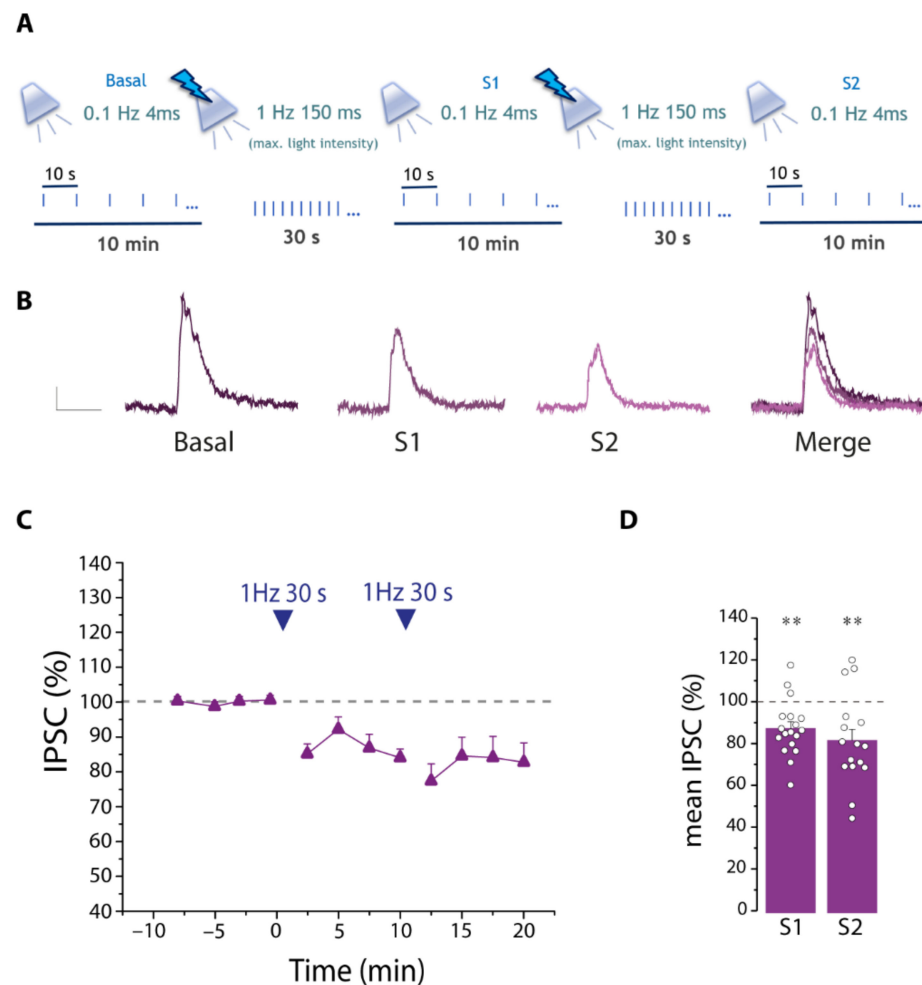 A
Basal
S1
S2
0.1 Hz 4ms
1 Hz 150 ms
0.1 Hz 4ms
1 Hz 150 ms
0.1 Hz 4ms
(max. light intensity)
(max. light intensity)
10 s
10 s
10 s
...
...
...
...
...
10 min
30 s
10 min
30 s
10 min
B
Basal
S1
S2
Merge
C
140
130
120
110
100
90
80
70
60
50
40
IPSC (%)
1Hz 30 s
1Hz 30 s
−10
−5
0
5
10
15
20
Time (min)
D
140
120
100
80
60
40
20
0
mean IPSC (%)
**
**
S1
S2